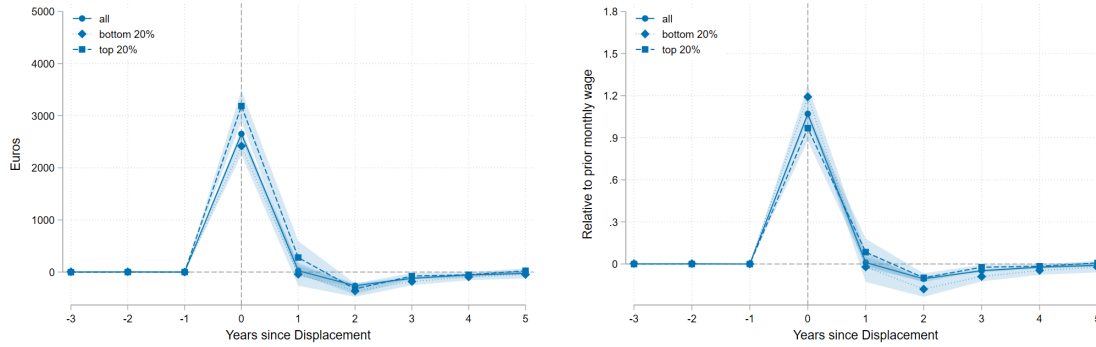 5000
4000
3000
2000
1000
0
Euros
all
bottom 20%
top 20%
-3 -2 -1 0 1 2 3 4 5
Years since Displacement
1.8
1.5
1.2
.9
.6
.3
0
Relative to prior monthly wage
all
bottom 20%
top 20%
-3 -2 -1 0 1 2 3 4 5
Years since Displacement